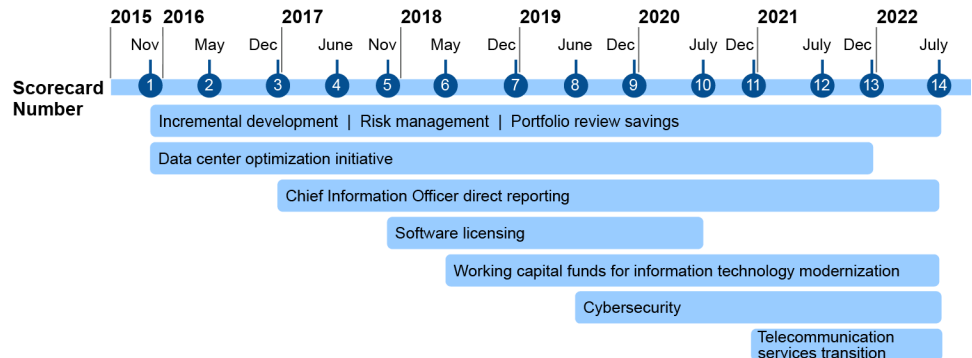 2015 2016 2017 2018 2019 2020 2021 2022
Nov May Dec June Nov May Dec June Dec July Dec July Dec July
Scorecard
Number
1 2 3 4 5 6 7 8 9 10 11 12 13 14
Incremental development | Risk management | Portfolio review savings
Data center optimization initiative
Chief Information Officer direct reporting
Software licensing
Working capital funds for information technology modernization
Cybersecurity
Telecommunication
services transition